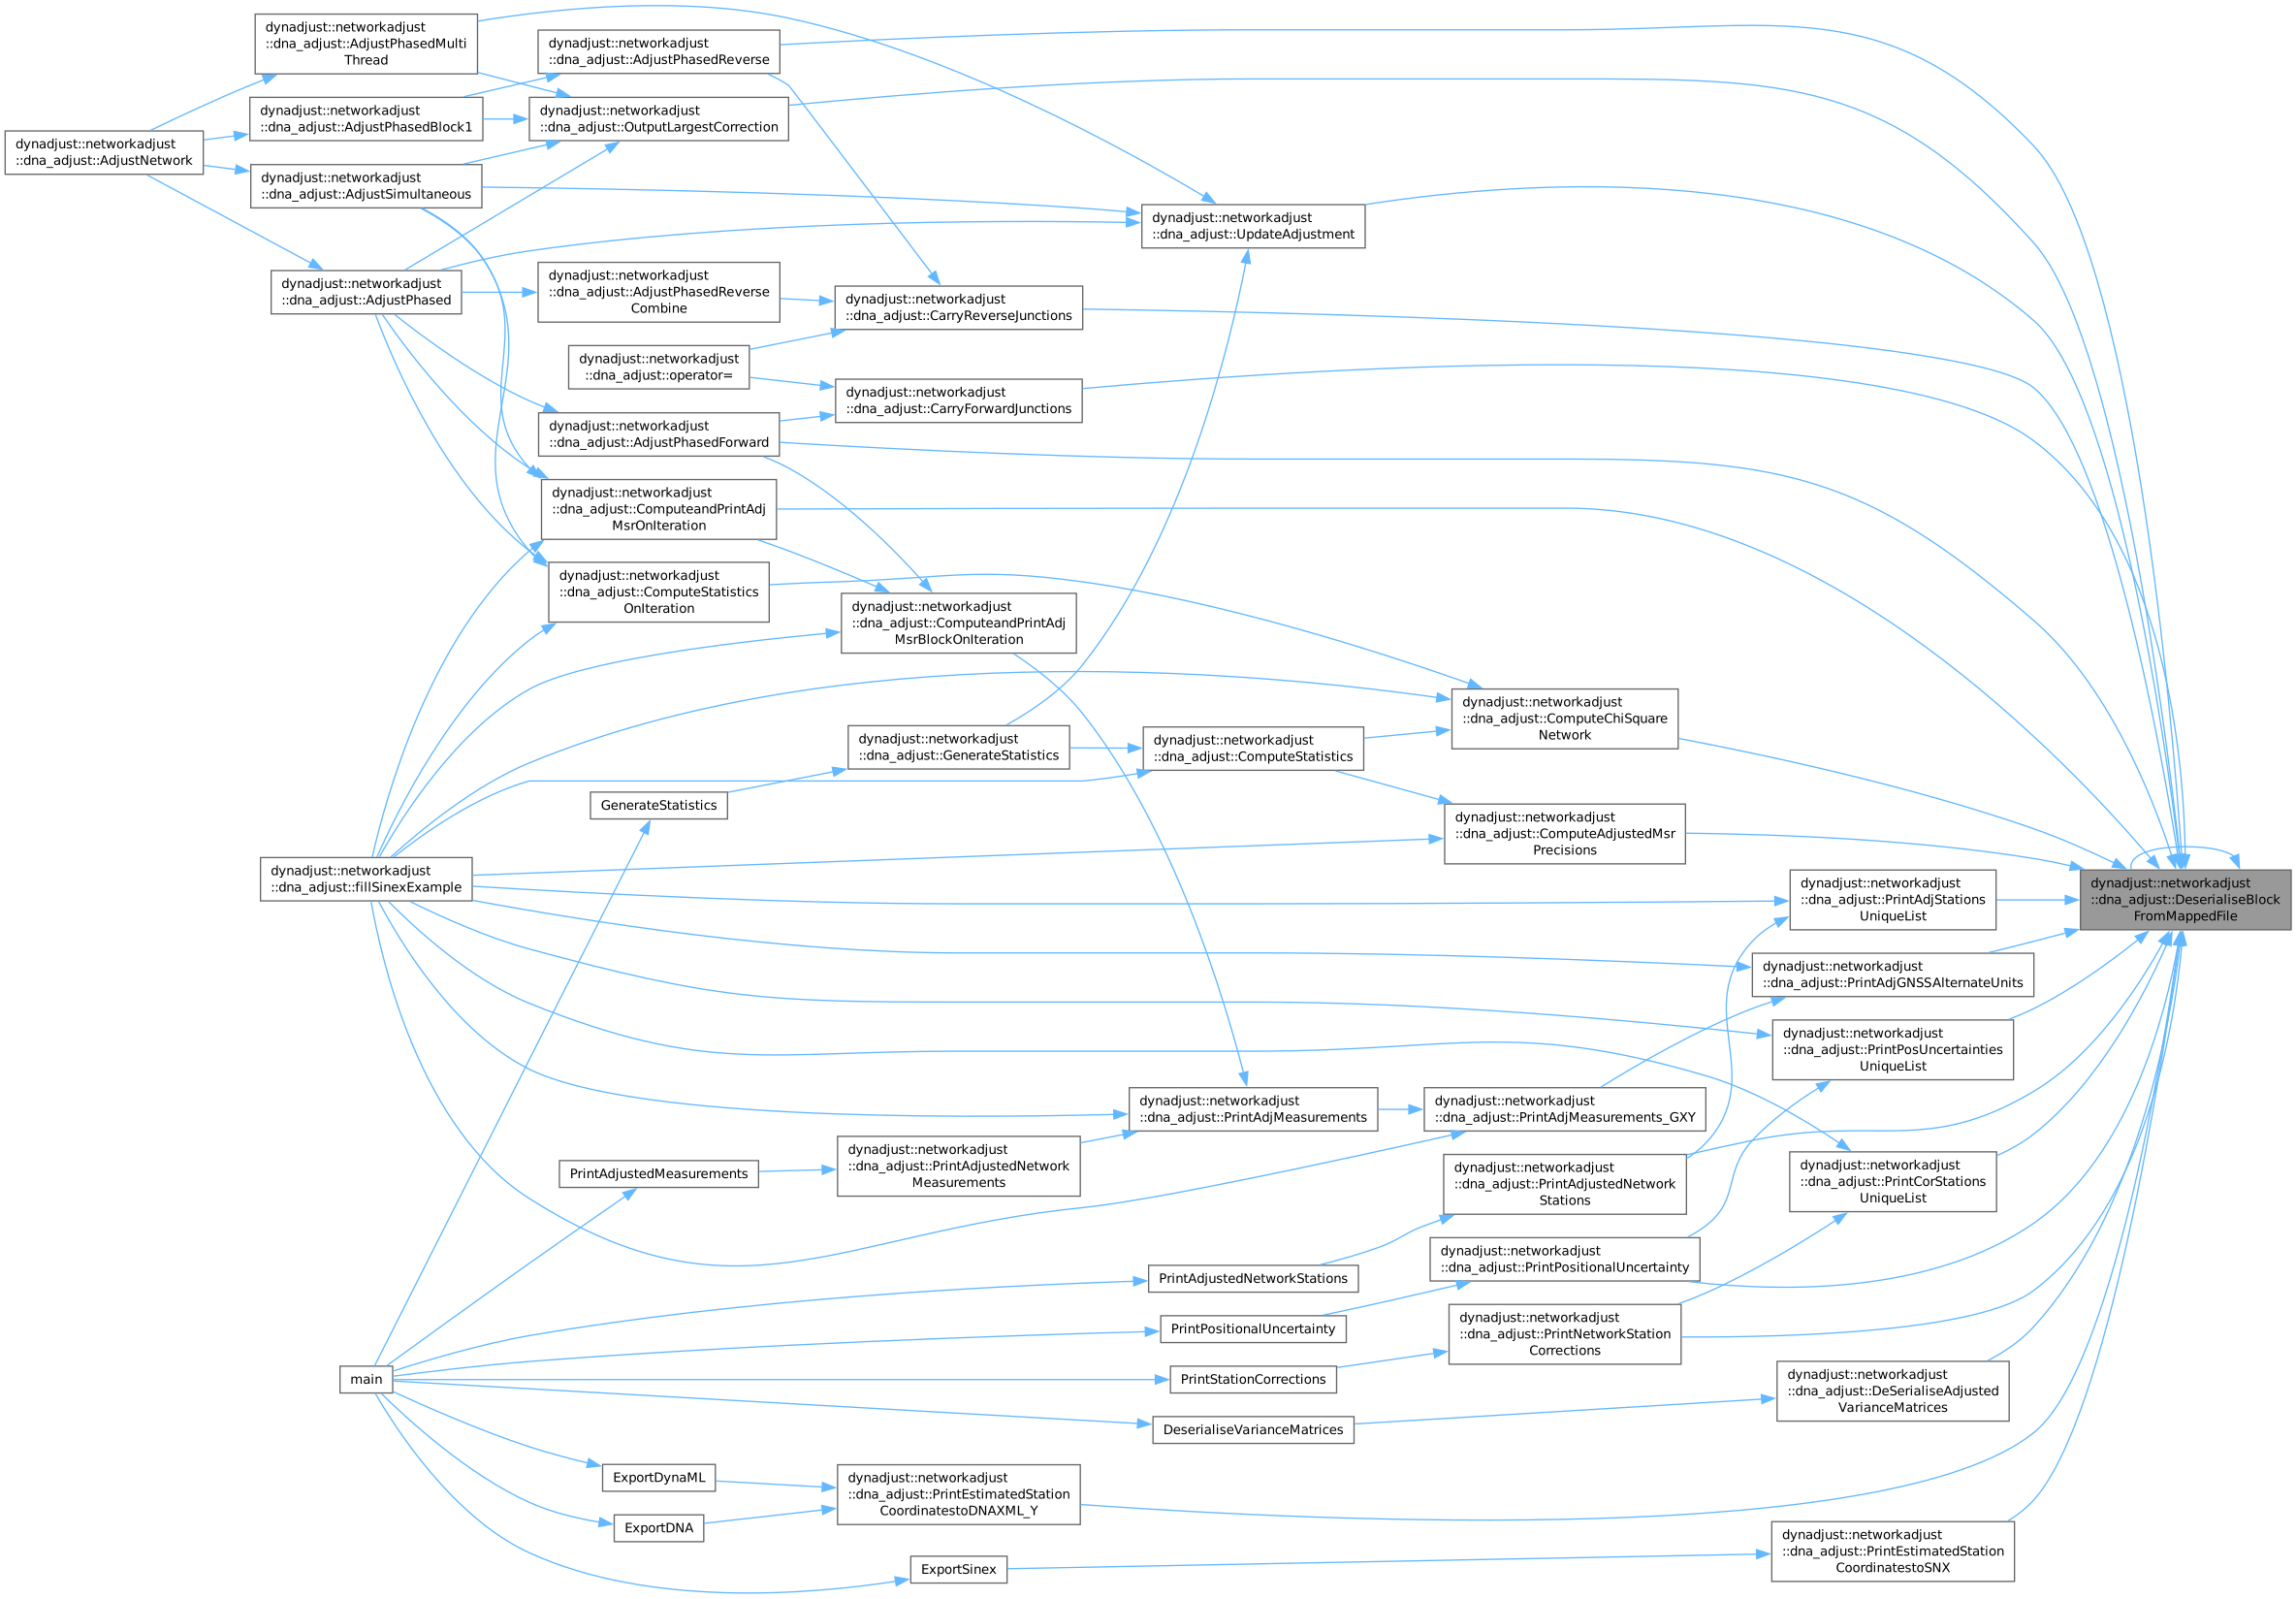 dynadjust::networkadjust
::dna_adjust::AdjustPhasedMulti
Thread
dynadjust::networkadjust
::dna_adjust::AdjustPhasedReverse
dynadjust::networkadjust
::dna_adjust::AdjustPhasedBlock1
dynadjust::networkadjust
::dna_adjust::OutputLargestCorrection
dynadjust::networkadjust
::dna_adjust::AdjustNetwork
dynadjust::networkadjust
::dna_adjust::AdjustSimultaneous
dynadjust::networkadjust
::dna_adjust::UpdateAdjustment
dynadjust::networkadjust
::dna_adjust::AdjustPhased
dynadjust::networkadjust
::dna_adjust::AdjustPhasedReverse
Combine
dynadjust::networkadjust
::dna_adjust::CarryReverseJunctions
dynadjust::networkadjust
::dna_adjust::operator=
dynadjust::networkadjust
::dna_adjust::CarryForwardJunctions
dynadjust::networkadjust
::dna_adjust::AdjustPhasedForward
dynadjust::networkadjust
::dna_adjust::ComputeandPrintAdj
MsrOnIteration
dynadjust::networkadjust
::dna_adjust::ComputeStatistics
OnIteration
dynadjust::networkadjust
::dna_adjust::ComputeandPrintAdj
MsrBlockOnIteration
dynadjust::networkadjust
::dna_adjust::ComputeChiSquare
Network
dynadjust::networkadjust
::dna_adjust::GenerateStatistics
dynadjust::networkadjust
::dna_adjust::ComputeStatistics
GenerateStatistics
dynadjust::networkadjust
::dna_adjust::ComputeAdjustedMsr
Precisions
dynadjust::networkadjust
::dna_adjust::fillSinexExample
dynadjust::networkadjust
::dna_adjust::PrintAdjStations
UniqueList
dynadjust::networkadjust
::dna_adjust::DeserialiseBlock
FromMappedFile
dynadjust::networkadjust
::dna_adjust::PrintAdjGNSSAlternateUnits
dynadjust::networkadjust
::dna_adjust::PrintPosUncertainties
UniqueList
dynadjust::networkadjust
::dna_adjust::PrintAdjMeasurements
dynadjust::networkadjust
::dna_adjust::PrintAdjMeasurements_GXY
PrintAdjustedMeasurements
dynadjust::networkadjust
::dna_adjust::PrintAdjustedNetwork
Measurements
dynadjust::networkadjust
::dna_adjust::PrintAdjustedNetwork
Stations
dynadjust::networkadjust
::dna_adjust::PrintCorStations
UniqueList
dynadjust::networkadjust
::dna_adjust::PrintPositionalUncertainty
PrintAdjustedNetworkStations
PrintPositionalUncertainty
dynadjust::networkadjust
::dna_adjust::PrintNetworkStation
Corrections
main
PrintStationCorrections
dynadjust::networkadjust
::dna_adjust::DeSerialiseAdjusted
VarianceMatrices
DeserialiseVarianceMatrices
ExportDynaML
dynadjust::networkadjust
::dna_adjust::PrintEstimatedStation
CoordinatestoDNAXML_Y
ExportDNA
dynadjust::networkadjust
::dna_adjust::PrintEstimatedStation
CoordinatestoSNX
ExportSinex